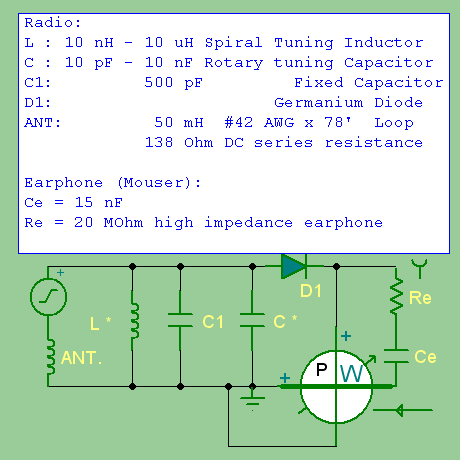 Radio:
L : 10 nH - 10 uH Spiral Tuning Inductor
C : 10 pF - 10 nF Rotary tuning Capacitor
C1: 500 pF Fixed Capacitor
D1: Germanium Diode
ANT: 50 mH #42 AWG x 78' Loop
138 Ohm DC series resistance
Earphone (Mouser):
Ce = 15 nF
Re = 20 MOhm high impedance earphone
+
D1
Re
L *
C1
C *
+
ANT.
Ce
P
W
+